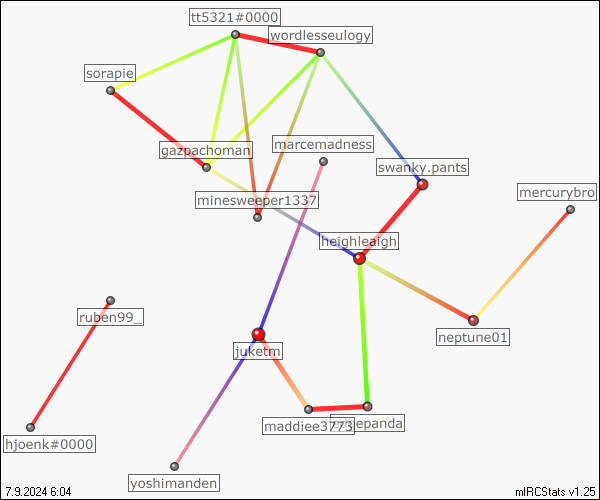 tt5321#0000
wordlesseulogy
sorapie
marcemadness
gazpachoman
swanky.pants
mercurybro
minesweeper1337
heighleaigh
ruben99_
neptune01
juketm
maddiee3773
hjoenk#0000
yoshimanden
7.9.2024 6:04
mIRCStats v1.25